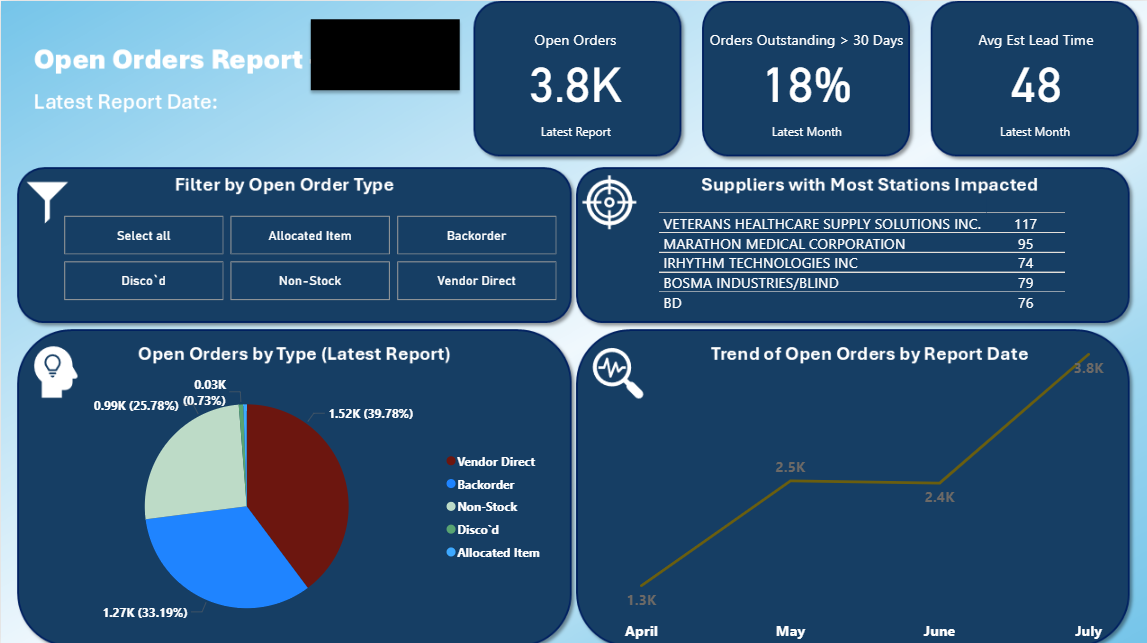 Open Orders Report
Latest Report Date:
Open Orders
3.8K
Latest Report
Orders Outstanding > 30 Days
18%
Latest Month
Avg Est Lead Time
48
Latest Month
Filter by Open Order Type
Select all
Allocated Item
Backorder
Disco`d
Non-Stock
Vendor Direct
Suppliers with Most Stations Impacted
VETERANS HEALTHCARE SUPPLY SOLUTIONS INC. 117
MARATHON MEDICAL CORPORATION 95
IRHYTHM TECHNOLOGIES INC 74
BOSMA INDUSTRIES/BLIND 79
BD 76
Open Orders by Type (Latest Report)
0.03K
(0.73%)
0.99K (25.78%)
1.52K (39.78%)
1.27K (33.19%)
Vendor Direct
Backorder
Non-Stock
Disco`d
Allocated Item
Trend of Open Orders by Report Date
3.8K
2.5K
2.4K
1.3K
April
May
June
July